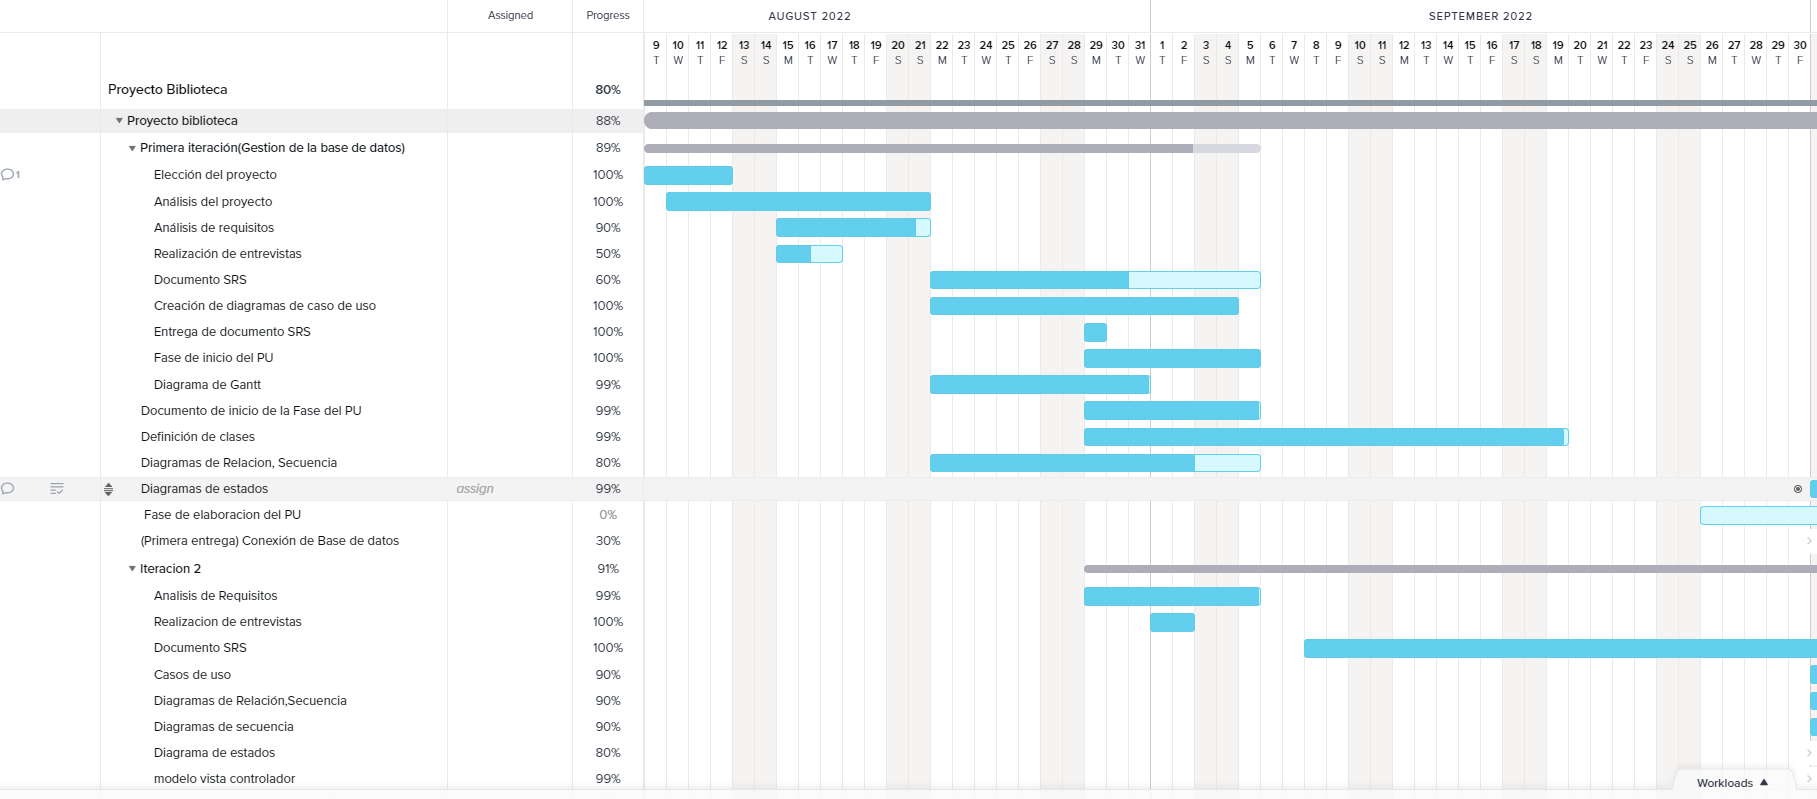 Assigned Progress AUGUST 2022 SEPTEMBER 2022
9 10 11 12 13 14 15 16 17 18 19 20 21 22 23 24 25 26 27 28 29 30 31 1 2 3 4 5 6 7 8 9 10 11 12 13 14 15 16 17 18 19 20 21 22 23 24 25 26 27 28 29 30
T W T F S S M T W T F S S M T W T F S S M T W T F S S M T W T F S S M T W T F S S M T W T F S S M T W T F
Proyecto Biblioteca 80%
Proyecto biblioteca 88%
Primera iteración(Gestion de la base de datos) 89%
1 Elección del proyecto 100%
Análisis del proyecto 100%
Análisis de requisitos 90%
Realización de entrevistas 50%
Documento SRS 60%
Creación de diagramas de caso de uso 100%
Entrega de documento SRS 100%
Fase de inicio del PU 100%
Diagrama de Gantt 99%
Documento de inicio de la Fase del PU 99%
Definición de clases 99%
Diagramas de Relacion, Secuencia 80%
Diagramas de estados assign 99%
Fase de elaboracion del PU 0%
(Primera entrega) Conexión de Base de datos 30%
Iteracion 2 91%
Analisis de Requisitos 99%
Realizacion de entrevistas 100%
Documento SRS 100%
Casos de uso 90%
Diagramas de Relación,Secuencia 90%
Diagramas de secuencia 90%
Diagrama de estados 80%
modelo vista controlador 99%
Workloads